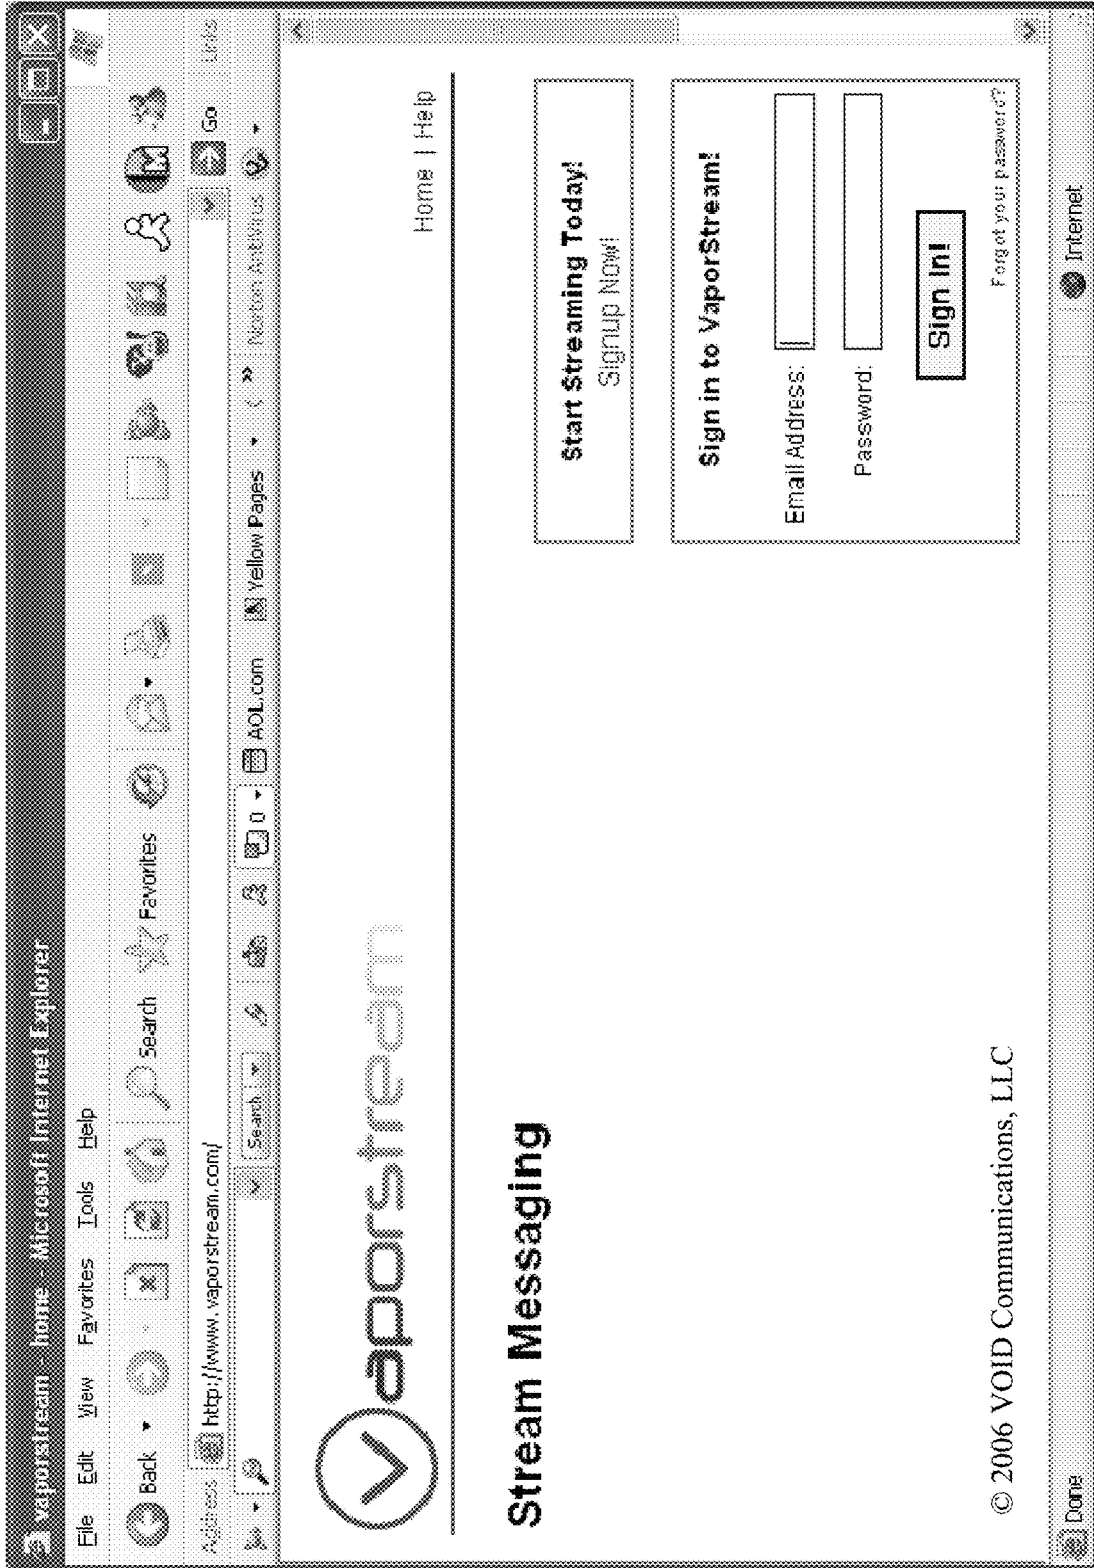 vaporstream - home - Microsoft Internet Explorer
File Edit View Favorites Tools Help
Back Search Favorites
Address http://www.vaporstream.com/ Go Links
Search 0 AOL.com Yellow Pages ( » Norton AntiVirus
vaporstream
Home | Help
Stream Messaging
Start Streaming Today!
Signup Now!
Sign in to VaporStream!
Email Address:
Password:
Sign In!
Forgot your password?
© 2006 VOID Communications, LLC
Done Internet